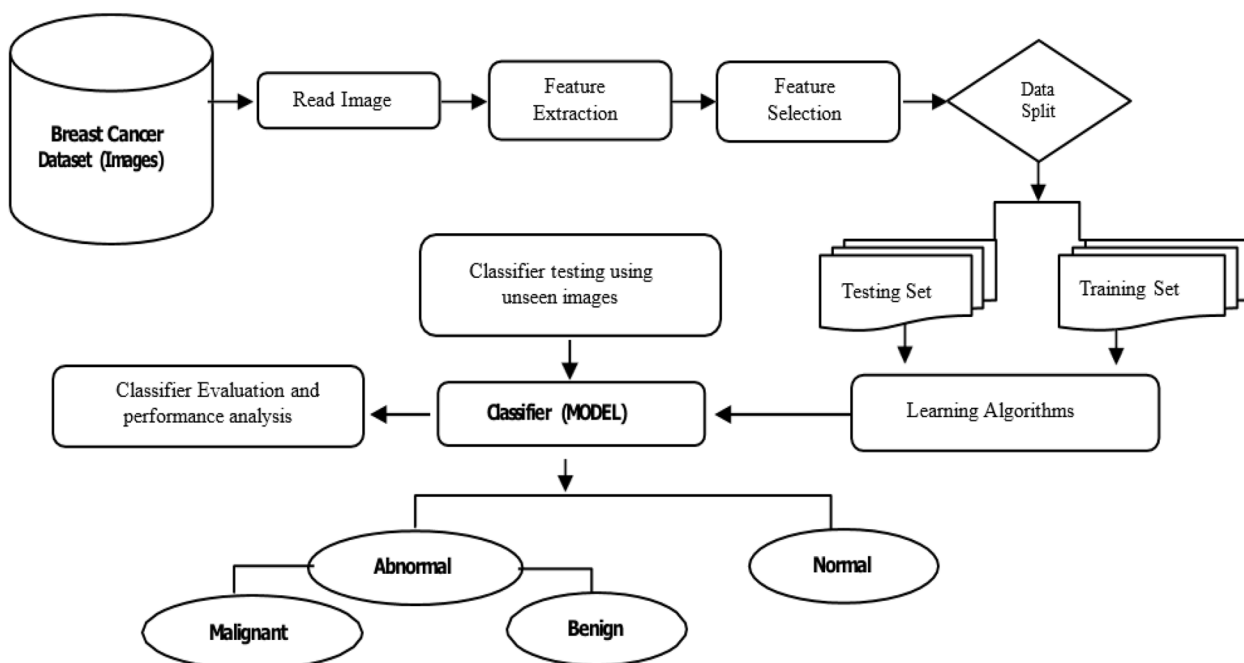 Breast Cancer
Dataset (Images)
Read Image
Feature
Extraction
Feature
Selection
Data
Split
Testing Set
Training Set
Classifier testing using
unseen images
Classifier Evaluation and
performance analysis
Classifier (MODEL)
Learning Algorithms
Abnormal
Normal
Malignant
Benign